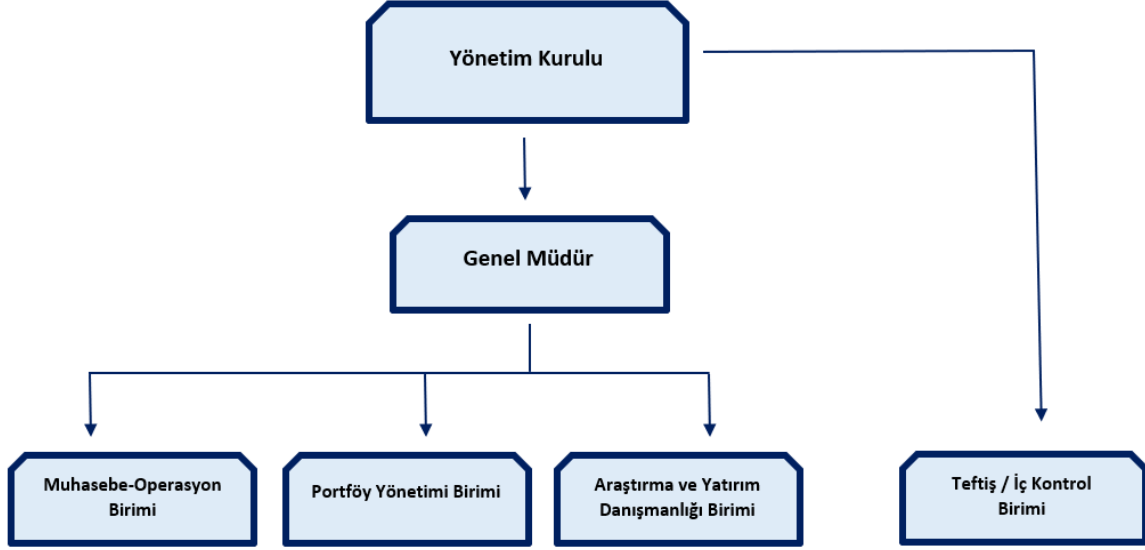 Yönetim Kurulu
Genel Müdür
Muhasebe-Operasyon
Birimi
Portföy Yönetimi Birimi
Araştırma ve Yatırım
Danışmanlığı Birimi
Teftiş / İç Kontrol
Birimi